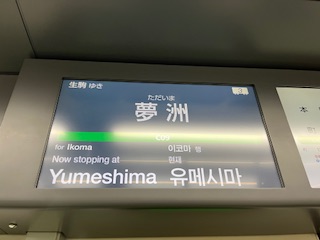 生駒 ゆき
ただいま
夢洲
for Ikoma 이코마 행
Now stopping at 현재
Yumeshima 유메시마